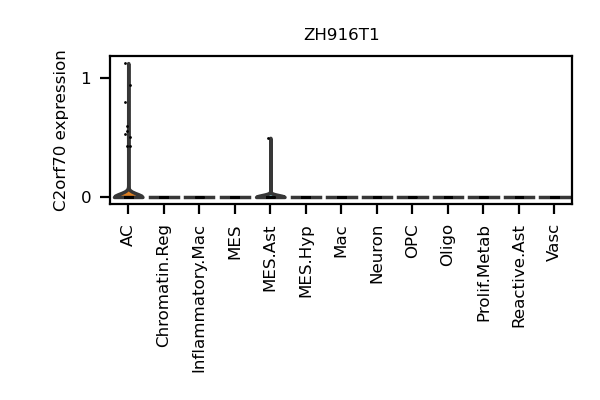 ZH916T1
C2orf70 expression
1
0
AC
Chromatin.Reg
Inflammatory.Mac
MES
MES.Ast
MES.Hyp
Mac
Neuron
OPC
Oligo
Prolif.Metab
Reactive.Ast
Vasc